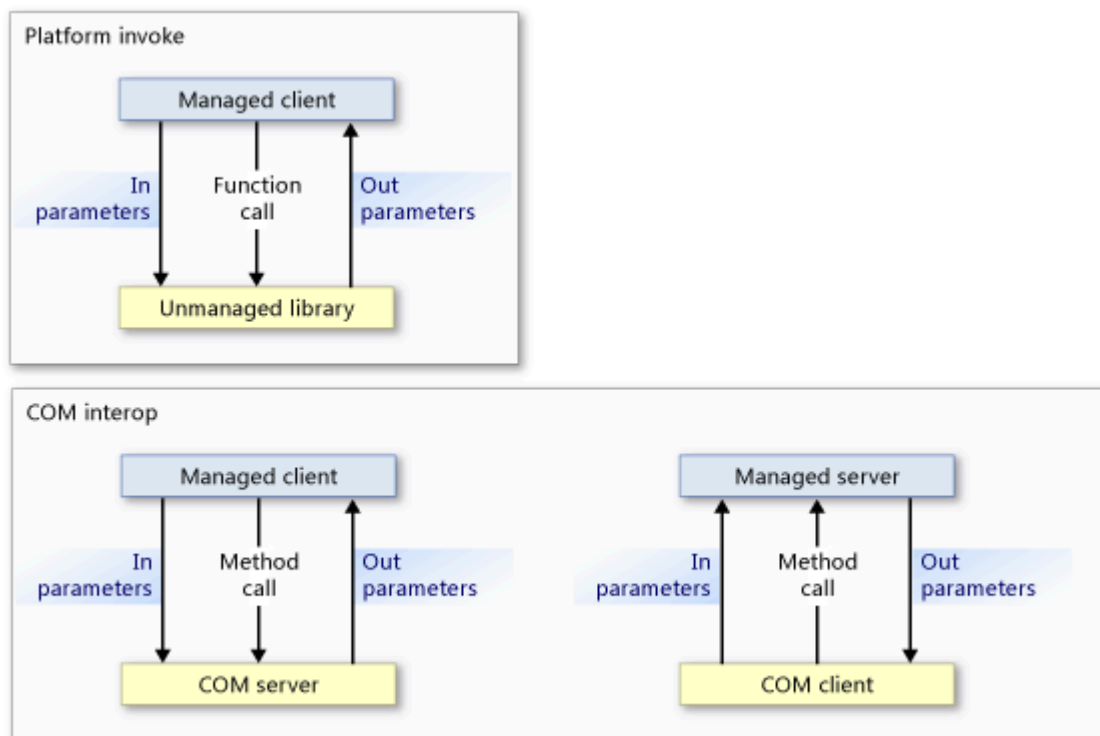 Platform invoke
Managed client
In
parameters
Function
call
Out
parameters
Unmanaged library
COM interop
Managed client
In
parameters
Method
call
Out
parameters
COM server
Managed server
In
parameters
Method
call
Out
parameters
COM client